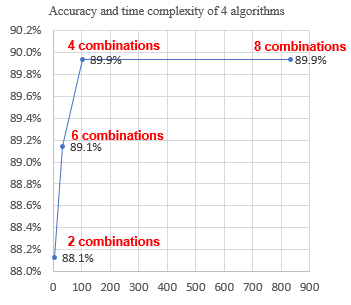 Accuracy and time complexity of 4 algorithms
90.2%
4 combinations
8 combinations
90.0%
89.9%
89.9%
89.8%
89.6%
89.4%
6 combinations
89.2%
89.1%
89.0%
88.8%
88.6%
88.4%
2 combinations
88.2%
88.1%
88.0%
0 100 200 300 400 500 600 700 800 900